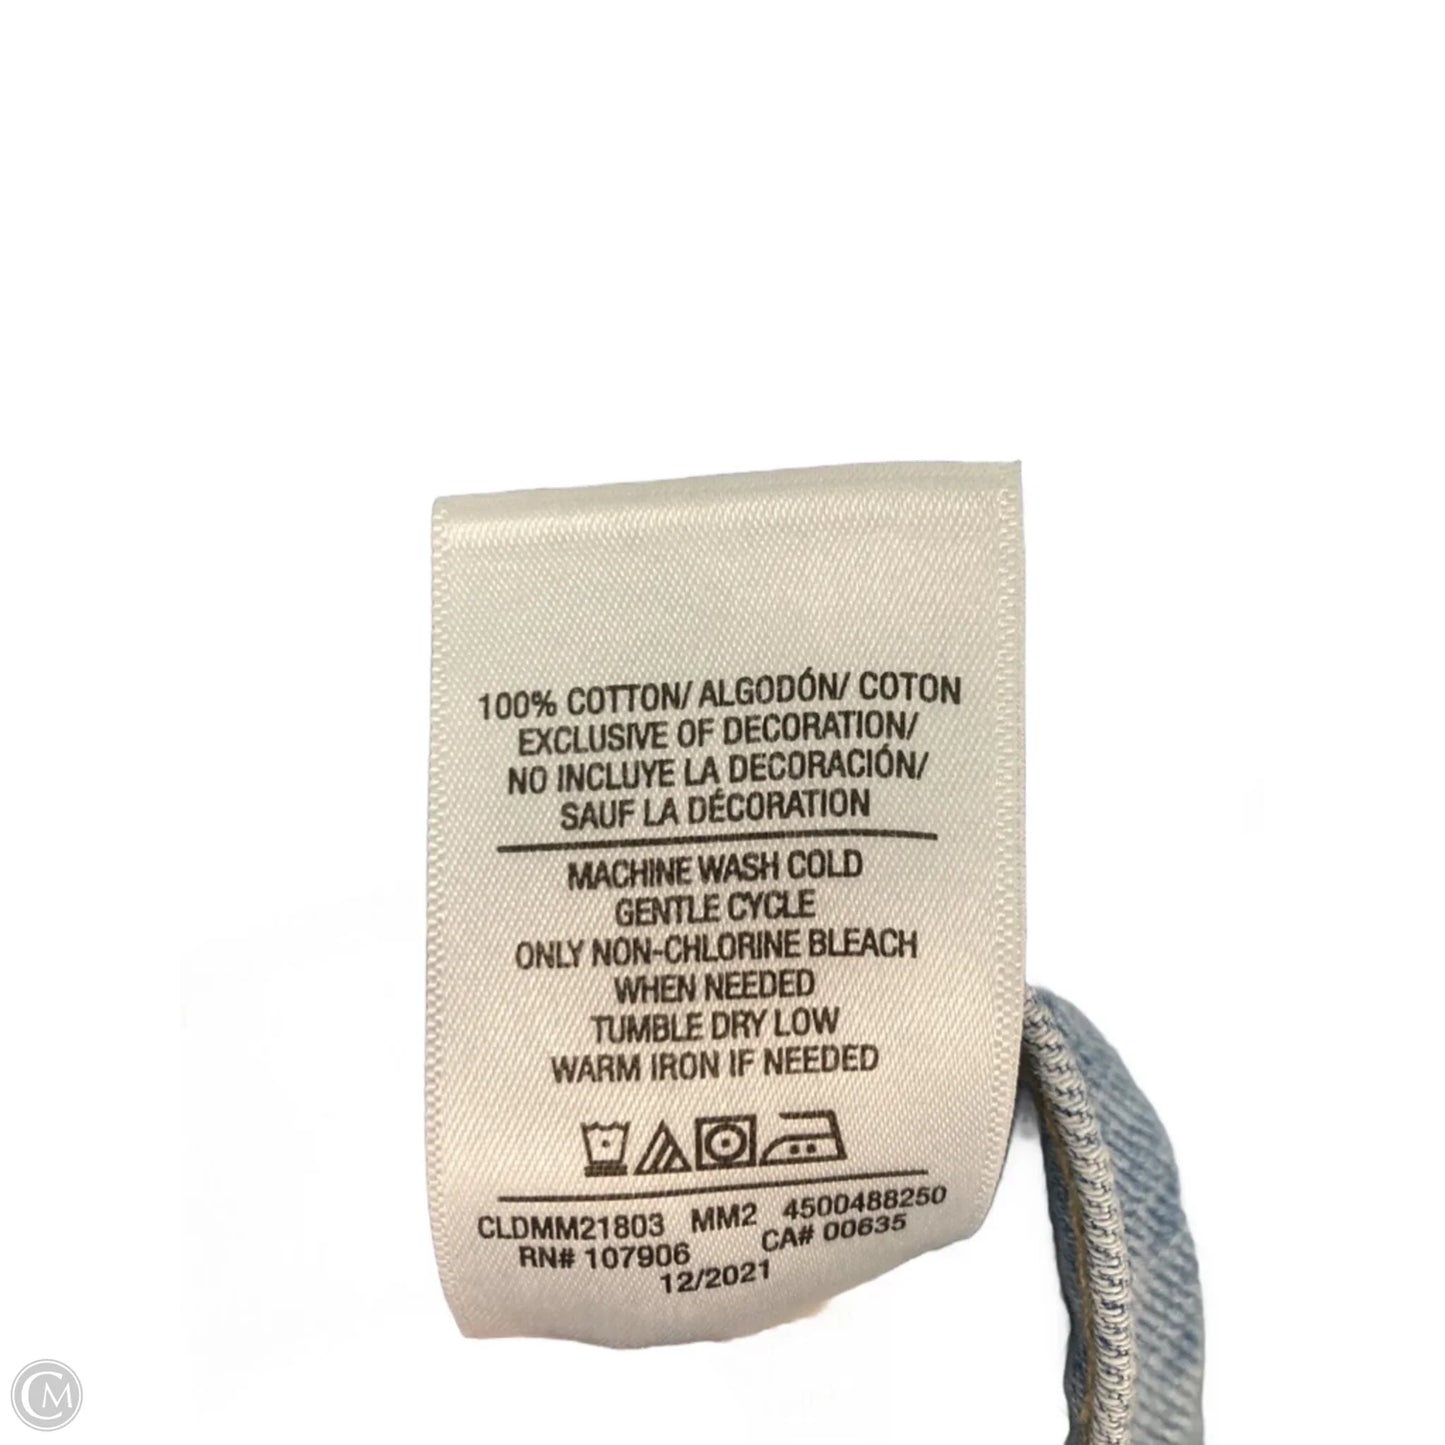 100% COTTON/ ALGODÓN/ COTON
EXCLUSIVE OF DECORATION/
NO INCLUYE LA DECORACIÓN/
SAUF LA DÉCORATION
MACHINE WASH COLD
GENTLE CYCLE
ONLY NON-CHLORINE BLEACH
WHEN NEEDED
TUMBLE DRY LOW
WARM IRON IF NEEDED
CLDMM21803 MM2 4500488250
RN# 107906 CA# 00635
12/2021
CM